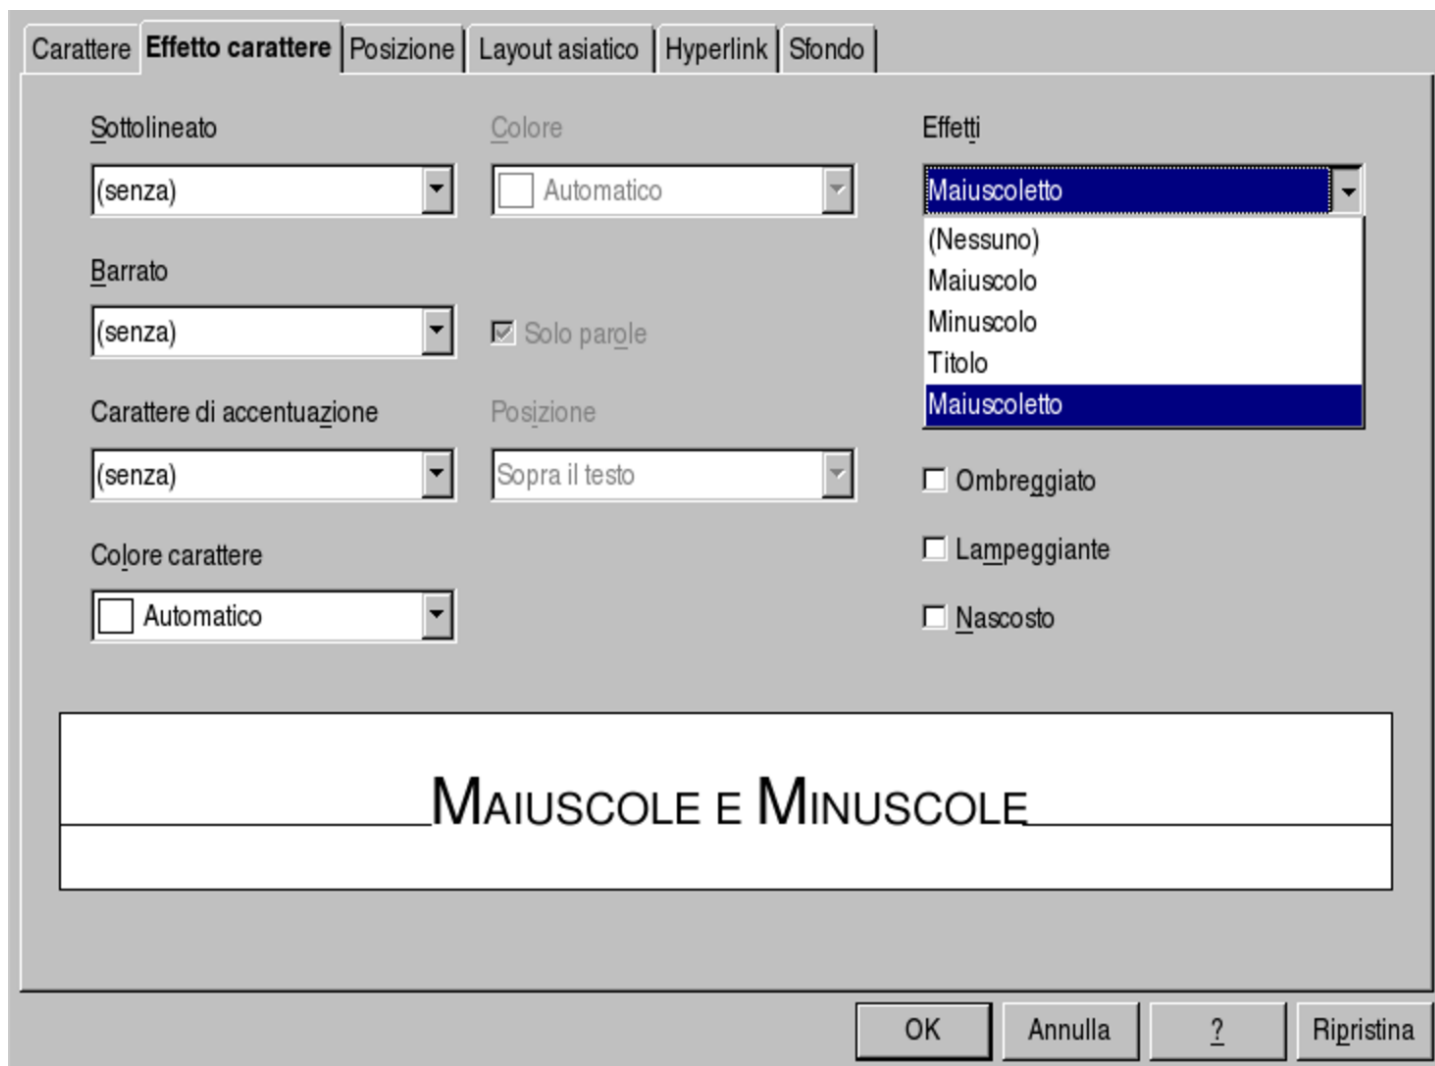 Carattere Effetto carattere Posizione Layout asiatico Hyperlink Sfondo
Sottolineato Colore Effetti
(senza) Automatico Maiuscoletto
(Nessuno)
Barrato Maiuscolo
(senza) Solo parole Minuscolo
Titolo
Carattere di accentuazione Posizione Maiuscoletto
(senza) Sopra il testo Ombreggiato
Colore carattere Lampeggiante
Automatico Nascosto
MAIUSCOLE E MINUSCOLE
OK Annulla ? Ripristina